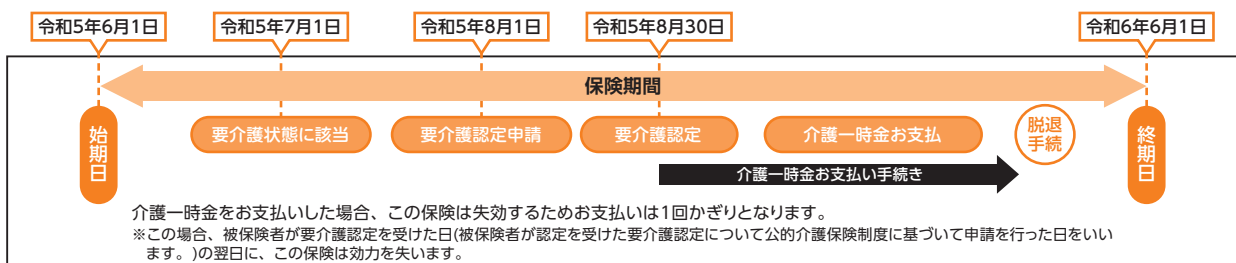 令和5年6月1日
令和5年7月1日
令和5年8月1日
令和5年8月30日
令和6年6月1日
保険期間
始期日
要介護状態に該当
要介護認定申請
要介護認定
介護一時金お支払
脱退
手続
終期日
介護一時金お支払い手続き
介護一時金をお支払いした場合、この保険は失効するためお支払いは1回かぎりとなります。
※この場合、被保険者が要介護認定を受けた日(被保険者が認定を受けた要介護認定について公的介護保険制度に基づいて申請を行った日をいい
ます。)の翌日に、この保険は効力を失います。